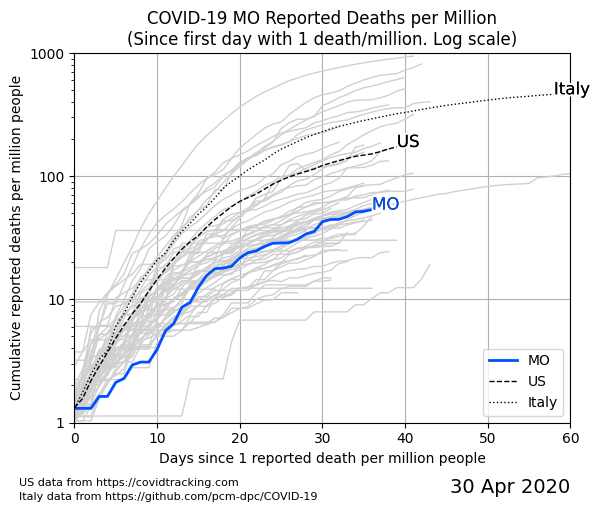 COVID-19 MO Reported Deaths per Million
(Since first day with 1 death/million. Log scale)
Cumulative reported deaths per million people
1000
100
10
1
Italy
US
MO
MO
US
Italy
0 10 20 30 40 50 60
Days since 1 reported death per million people
US data from https://covidtracking.com
Italy data from https://github.com/pcm-dpc/COVID-19
30 Apr 2020